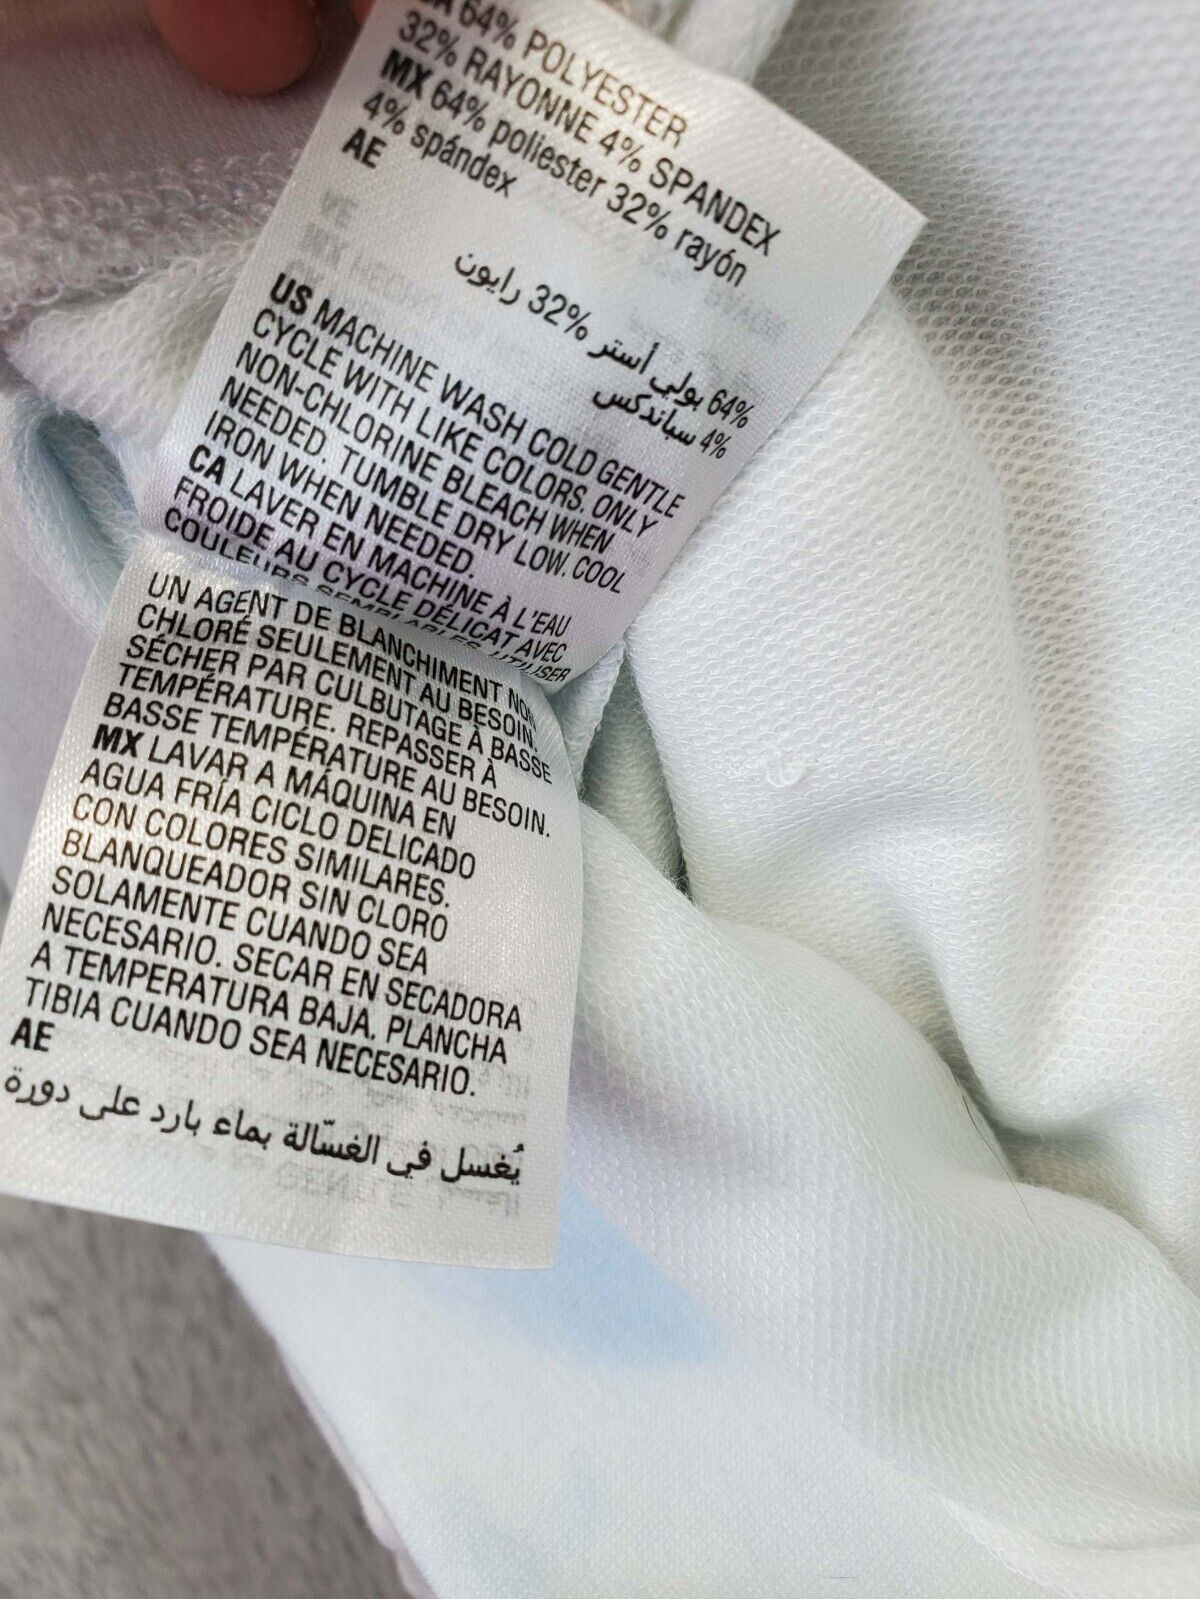 CA 64% POLYESTER
32% RAYONNE 4% SPANDEX
MX 64% poliester 32% rayón
4% spándex
AE
64% بولي أستر 32% رايون
4% سباندكس
US MACHINE WASH COLD GENTLE
CYCLE WITH LIKE COLORS. ONLY
NON-CHLORINE BLEACH WHEN
NEEDED. TUMBLE DRY LOW. COOL
IRON WHEN NEEDED.
CA LAVER EN MACHINE À L'EAU
FROIDE AU CYCLE DÉLICAT AVEC
COULEURS SEMBLABLES. UTILISER
UN AGENT DE BLANCHIMENT NON
CHLORÉ SEULEMENT AU BESOIN.
SÉCHER PAR CULBUTAGE À BASSE
TEMPÉRATURE. REPASSER À
BASSE TEMPÉRATURE AU BESOIN.
MX LAVAR A MÁQUINA EN
AGUA FRÍA CICLO DELICADO
CON COLORES SIMILARES.
BLANQUEADOR SIN CLORO
SOLAMENTE CUANDO SEA
NECESARIO. SECAR EN SECADORA
A TEMPERATURA BAJA. PLANCHA
TIBIA CUANDO SEA NECESARIO.
AE
يُغسل في الغسّالة بماء بارد على دورة